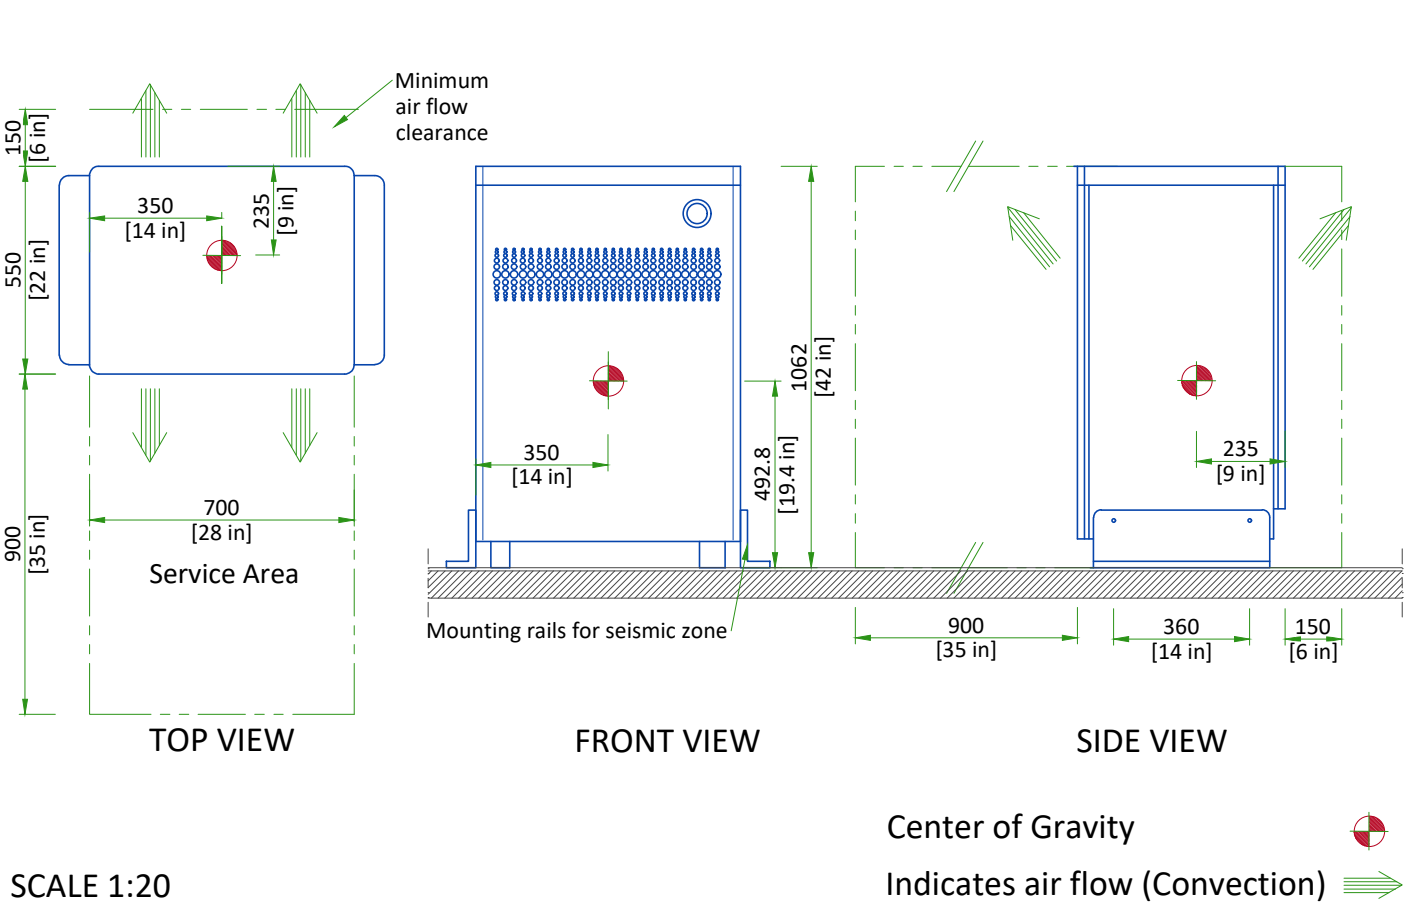 Minimum
air flow
clearance
150
[6 in]
550
[22 in]
900
[35 in]
350
[14 in]
235
[9 in]
700
[28 in]
Service Area
TOP VIEW
350
[14 in]
492.8
[19.4 in]
1062
[42 in]
Mounting rails for seismic zone
FRONT VIEW
235
[9 in]
900
[35 in]
360
[14 in]
150
[6 in]
SIDE VIEW
Center of Gravity
Indicates air flow (Convection)
SCALE 1:20